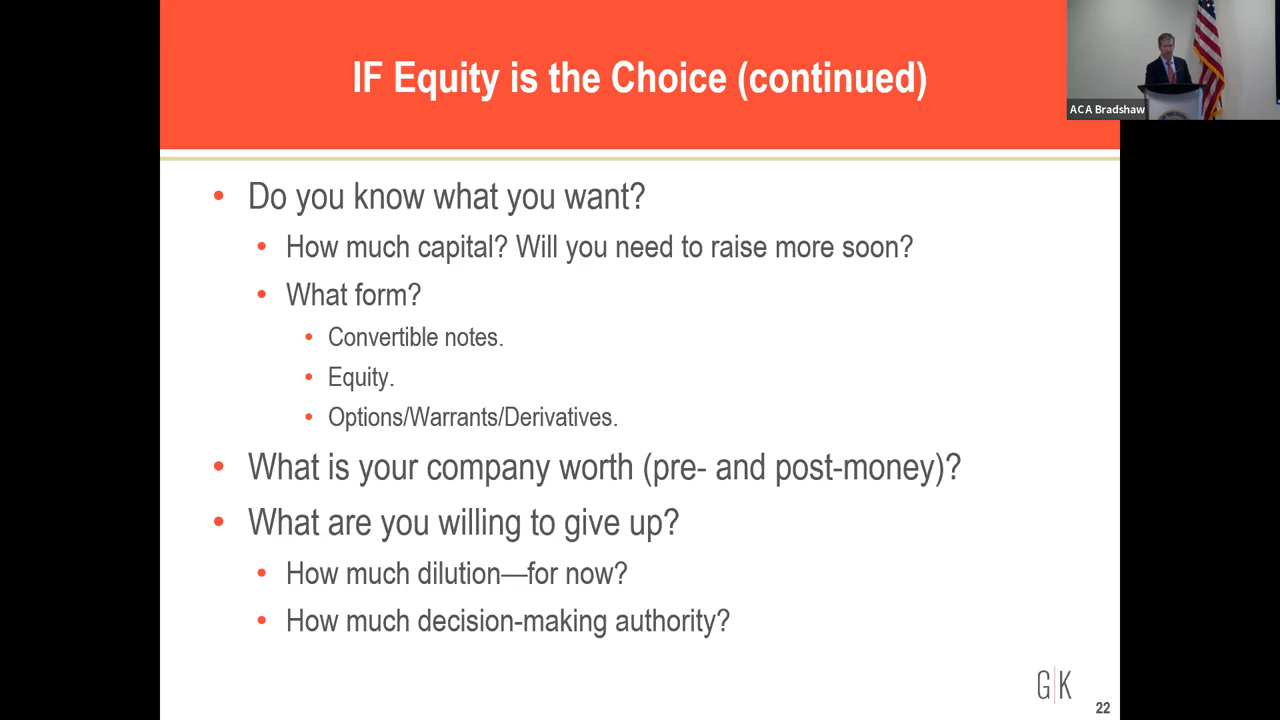 IF Equity is the Choice (continued)
ACA Bradshaw
• Do you know what you want?
• How much capital? Will you need to raise more soon?
• What form?
• Convertible notes.
• Equity.
• Options/Warrants/Derivatives.
• What is your company worth (pre- and post-money)?
• What are you willing to give up?
• How much dilution—for now?
• How much decision-making authority?
G|K
22